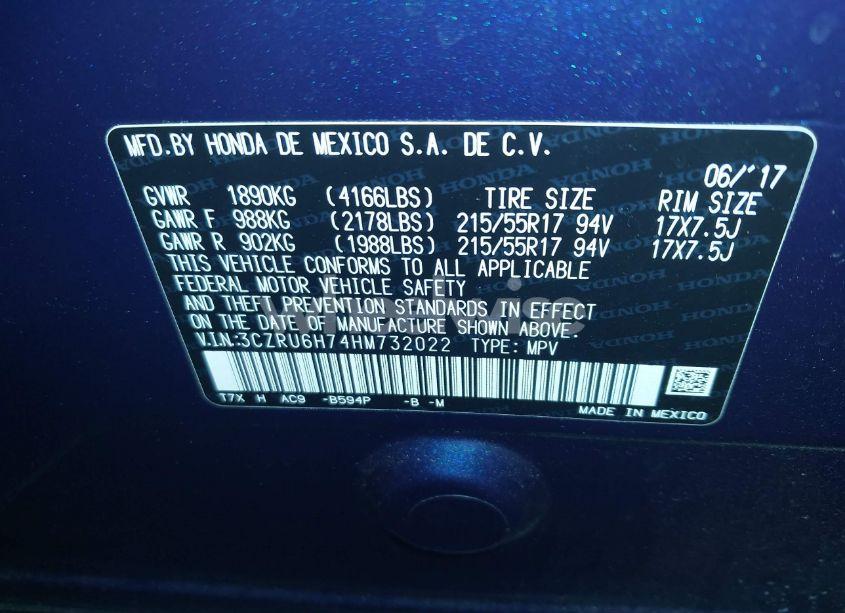 MFD.BY HONDA DE MEXICO S.A. DE C.V.
06/'17
GVWR 1890KG (4166LBS) TIRE SIZE RIM SIZE
GAWR F 988KG (2178LBS) 215/55R17 94V 17X7.5J
GAWR R 902KG (1988LBS) 215/55R17 94V 17X7.5J
THIS VEHICLE CONFORMS TO ALL APPLICABLE
FEDERAL MOTOR VEHICLE SAFETY
AND THEFT PREVENTION STANDARDS IN EFFECT
ON THE DATE OF MANUFACTURE SHOWN ABOVE.
V.I.N:3CZRU6H74HM732022 TYPE: MPV
T7X H AC9 -B594P -B -M
MADE IN MEXICO